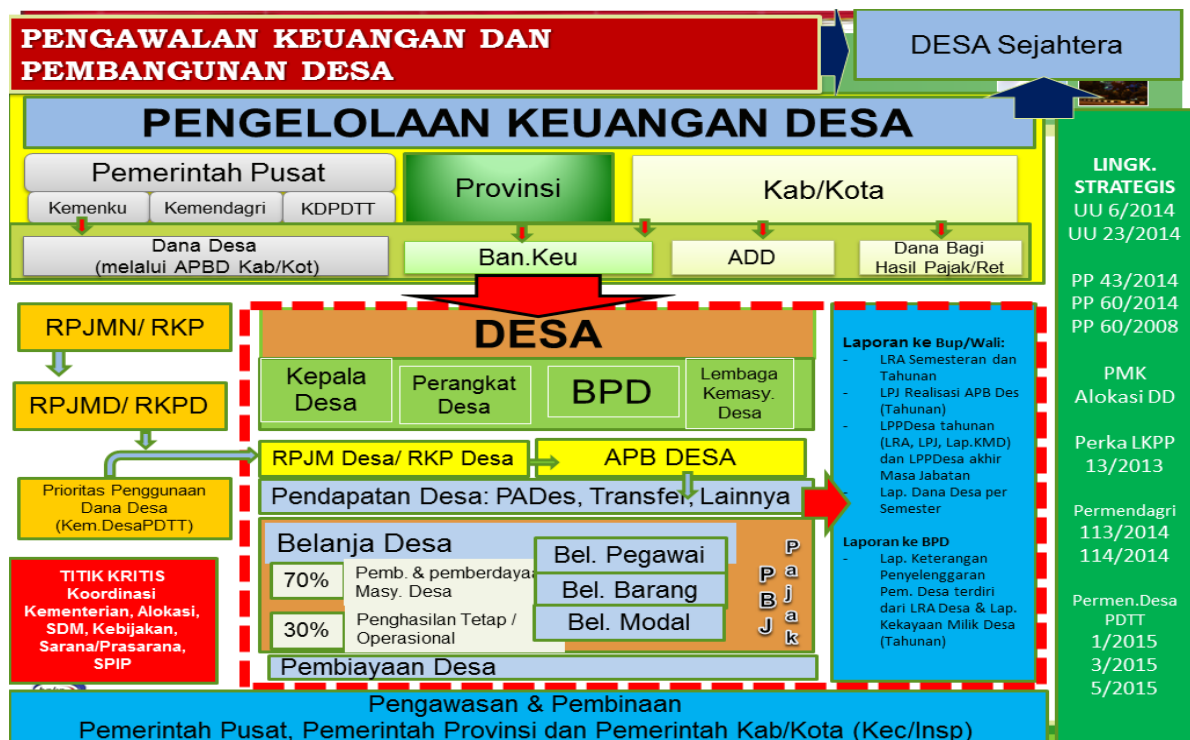 PENGAWALAN KEUANGAN DAN
PEMBANGUNAN DESA
DESA Sejahtera
PENGELOLAAN KEUANGAN DESA
Pemerintah Pusat
Kemenku
Kemendagri
KDPDTT
Provinsi
Kab/Kota
Dana Desa
(melalui APBD Kab/Kot)
Ban.Keu
ADD
Dana Bagi
Hasil Pajak/Ret
RPJMN/ RKP
RPJMD/ RKPD
Prioritas Penggunaan
Dana Desa
(Kem.DesaPDTT)
TITIK KRITIS
Koordinasi
Kementerian, Alokasi,
SDM, Kebijakan,
Sarana/Prasarana,
SPIP
DESA
Kepala
Desa
Perangkat
Desa
BPD
Lembaga
Kemasy.
Desa
RPJM Desa/ RKP Desa
APB DESA
Pendapatan Desa: PADes, Transfer, Lainnya
Belanja Desa
70%
Pemb. & pemberdayaa
Masy. Desa
30%
Penghasilan Tetap /
Operasional
Bel. Pegawai
Bel. Barang
Bel. Modal
PBJ
Pajak
Pembiayaan Desa
Laporan ke Bup/Wali:
- LRA Semesteran dan
Tahunan
- LPJ Realisasi APB Des
(Tahunan)
- LPPDesa tahunan
(LRA, LPJ, Lap.KMD)
dan LPPDesa akhir
Masa Jabatan
- Lap. Dana Desa per
Semester
Laporan ke BPD
- Lap. Keterangan
Penyelenggaran
Pem. Desa terdiri
dari LRA Desa & Lap.
Kekayaan Milik Desa
(Tahunan)
LINGK.
STRATEGIS
UU 6/2014
UU 23/2014
PP 43/2014
PP 60/2014
PP 60/2008
PMK
Alokasi DD
Perka LKPP
13/2013
Permendagri
113/2014
114/2014
Permen.Desa
PDTT
1/2015
3/2015
5/2015
Pengawasan & Pembinaan
Pemerintah Pusat, Pemerintah Provinsi dan Pemerintah Kab/Kota (Kec/Insp)